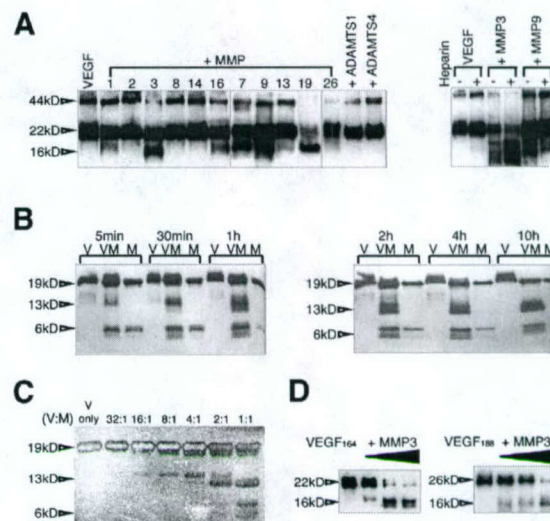 A
VEGF
+ MMP
+ ADAMTS1
+ ADAMTS4
1 2 3 8 14 16 7 9 13 19 26
44kD
22kD
16kD
Heparin
VEGF
+ MMP3
+ MMP9
- + - + - +
B
5min 30min 1h
V VM M V VM M V VM M
19kD
13kD
6kD
2h 4h 10h
V VM M V VM M V VM M
19kD
13kD
6kD
C
(V:M)
V only 32:1 16:1 8:1 4:1 2:1 1:1
19kD
13kD
6kD
D
VEGF164 + MMP3
22kD
16kD
VEGF188 + MMP3
26kD
16kD